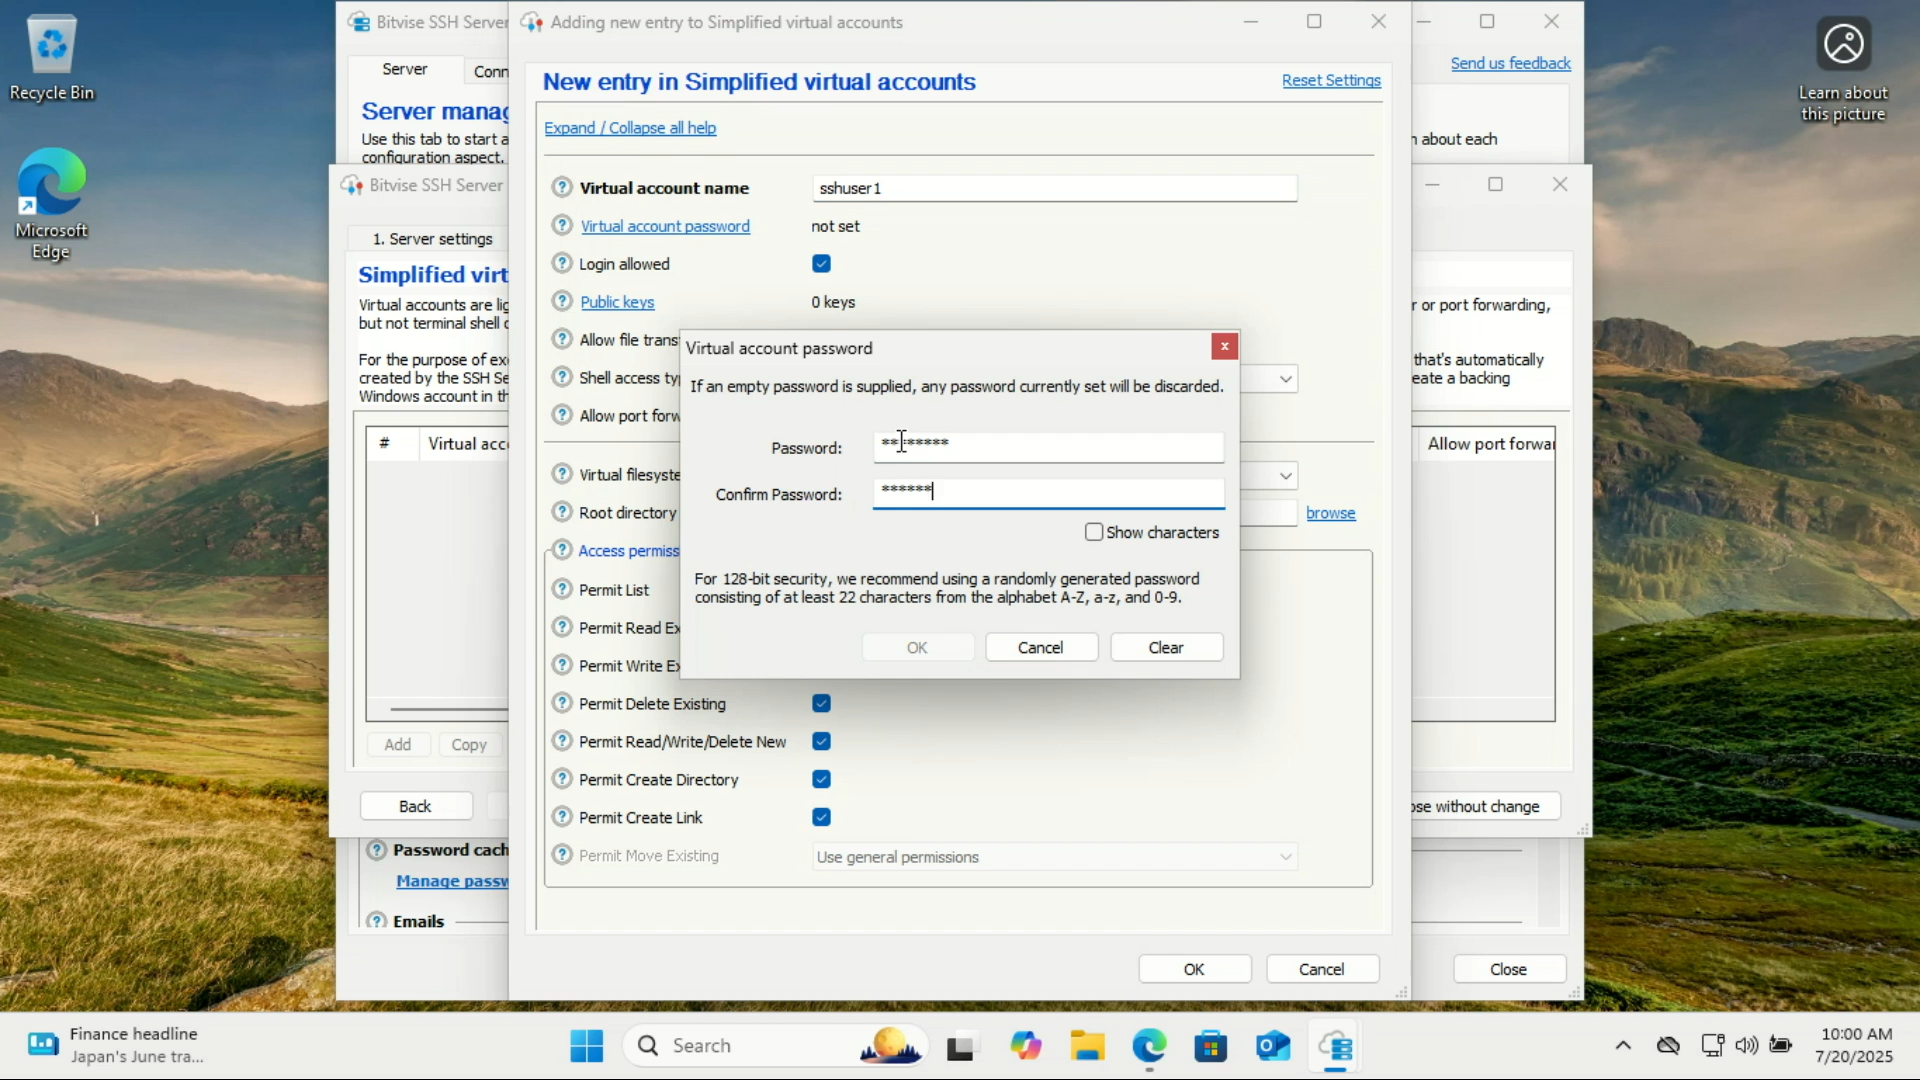 Recycle Bin
Microsoft
Edge
Learn about
this picture
Bitvise SSH Server
Server
Conn
Server manag
Use this tab to start a
configuration aspect.
Send us feedback
about each
Bitvise SSH Server
1. Server settings
Simplified virt
Virtual accounts are lig
but not terminal shell
For the purpose of exe
created by the SSH Se
Windows account in th
r or port forwarding,
that's automatically
eate a backing
#
Virtual acc
Allow port forwar
Add
Copy
Back
ose without change
Password cach
Manage passw
Emails
Close
Adding new entry to Simplified virtual accounts
New entry in Simplified virtual accounts
Reset Settings
Expand / Collapse all help
Virtual account name
sshuser1
Virtual account password
not set
Login allowed
Public keys
0 keys
Allow file trans
Shell access typ
Allow port forw
Virtual filesyste
Root directory
browse
Access permiss
Permit List
Permit Read Ex
Permit Write Ex
Permit Delete Existing
Permit Read/Write/Delete New
Permit Create Directory
Permit Create Link
Permit Move Existing
Use general permissions
OK
Cancel
Virtual account password
x
If an empty password is supplied, any password currently set will be discarded.
Password:
Confirm Password:
******
Show characters
For 128-bit security, we recommend using a randomly generated password
consisting of at least 22 characters from the alphabet A-Z, a-z, and 0-9.
OK
Cancel
Clear
Finance headline
Japan's June tra...
Search
10:00 AM
7/20/2025